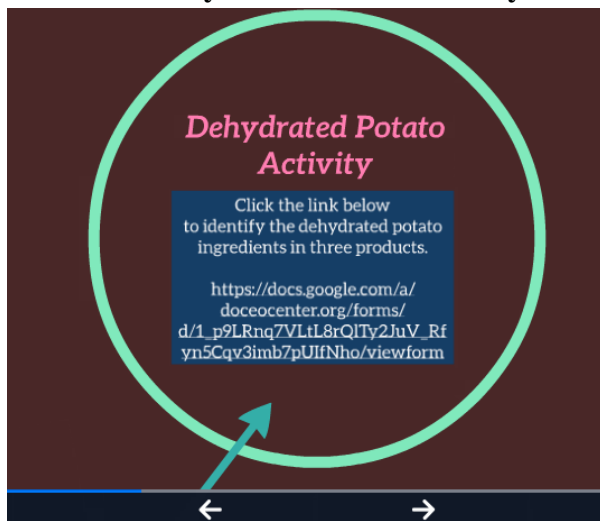 Dehydrated Potato
Activity
Click the link below
to identify the dehydrated potato
ingredients in three products.
https://docs.google.com/a/
doceocenter.org/forms/
d/1_p9LRnq7VLtL8rQlTy2JuV_Rf
yn5Cqv3imb7pUIfNho/viewform